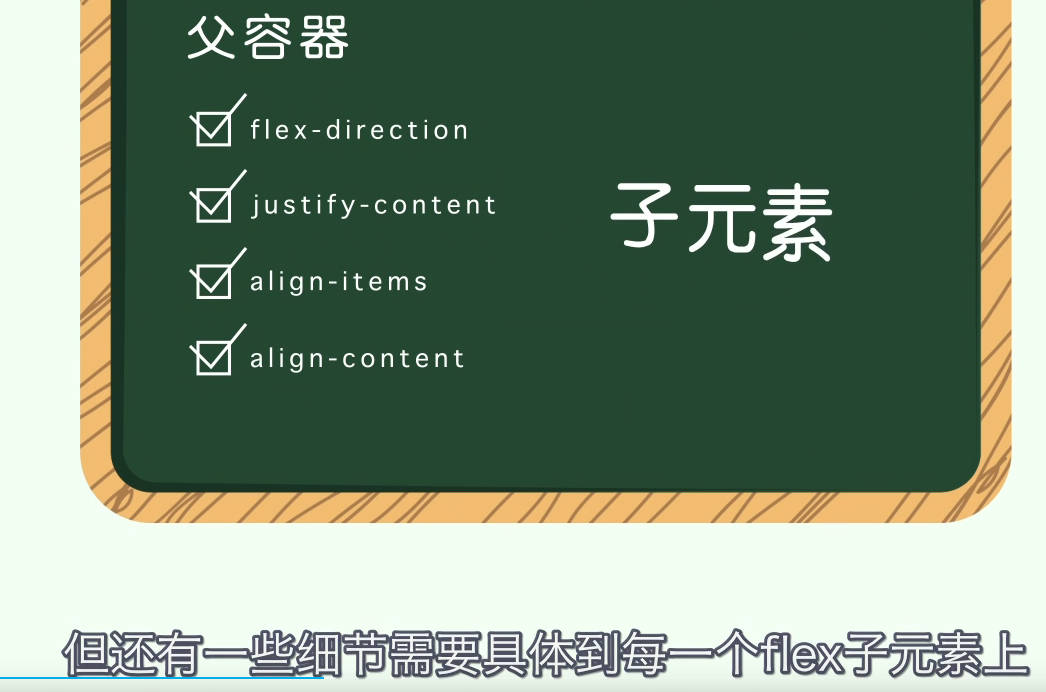 父容器
flex-direction
justify-content
align-items
align-content
子元素
但还有一些细节需要具体到每一个flex子元素上